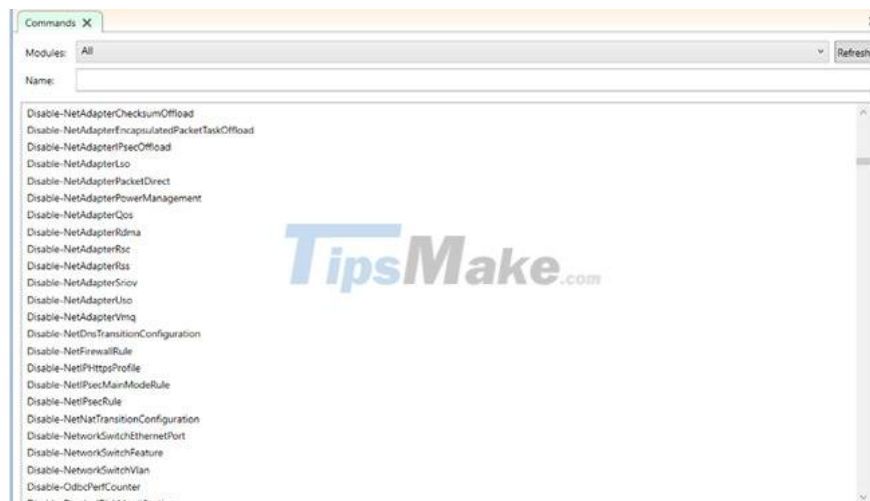 Commands X
Modules: All Refresh
Name:
Disable-NetAdapterChecksumOffload
Disable-NetAdapterEncapsulatedPacketTaskOffload
Disable-NetAdapterIPsecOffload
Disable-NetAdapterLso
Disable-NetAdapterPacketDirect
Disable-NetAdapterPowerManagement
Disable-NetAdapterQos
Disable-NetAdapterRdma
Disable-NetAdapterRsc
Disable-NetAdapterRss
Disable-NetAdapterSriov
Disable-NetAdapterUso
Disable-NetAdapterVmq
Disable-NetDnsTransitionConfiguration
Disable-NetFirewallRule
Disable-NetIPHttpsProfile
Disable-NetIPsecMainModeRule
Disable-NetIPsecRule
Disable-NetNatTransitionConfiguration
Disable-NetworkSwitchEthernetPort
Disable-NetworkSwitchFeature
Disable-NetworkSwitchVlan
Disable-OdbcPerfCounter
TipsMake.com